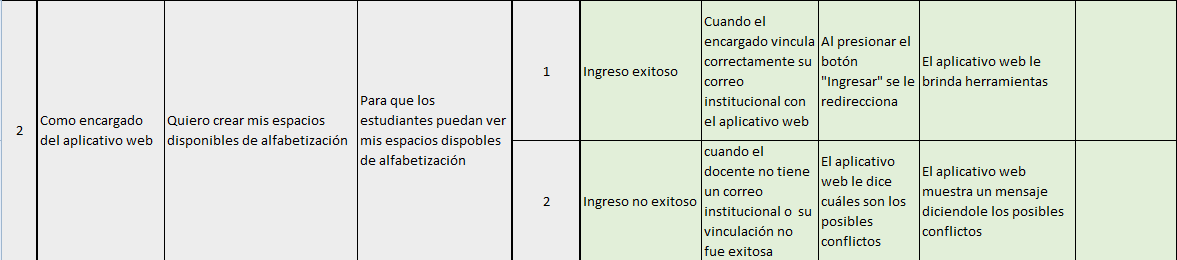 2
Como encargado
del aplicativo web
Quiero crear mis espacios
disponibles de alfabetización
Para que los
estudiantes puedan ver
mis espacios dispobles
de alfabetización
1
Ingreso exitoso
Cuando el
encargado vincula
correctamente su
correo
institucional con
el aplicativo web
Al presionar el
botón
"Ingresar" se le
redirecciona
El aplicativo web le
brinda herramientas
2
Ingreso no exitoso
cuando el
docente no tiene
un correo
institucional o  su
vinculación no
fue exitosa
El aplicativo
web le dice
cuáles son los
posibles
conflictos
El aplicativo web
muestra un mensaje
diciendole los posibles
conflictos